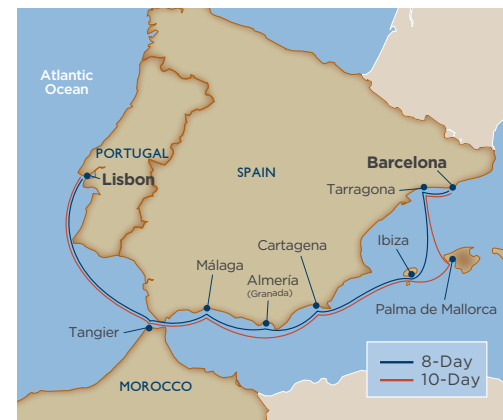 Atlantic
Ocean
PORTUGAL
Lisbon
SPAIN
Barcelona
Tarragona
Cartagena
Ibiza
Málaga
Almería
(Granada)
Palma de Mallorca
Tangier
MOROCCO
8-Day
10-Day